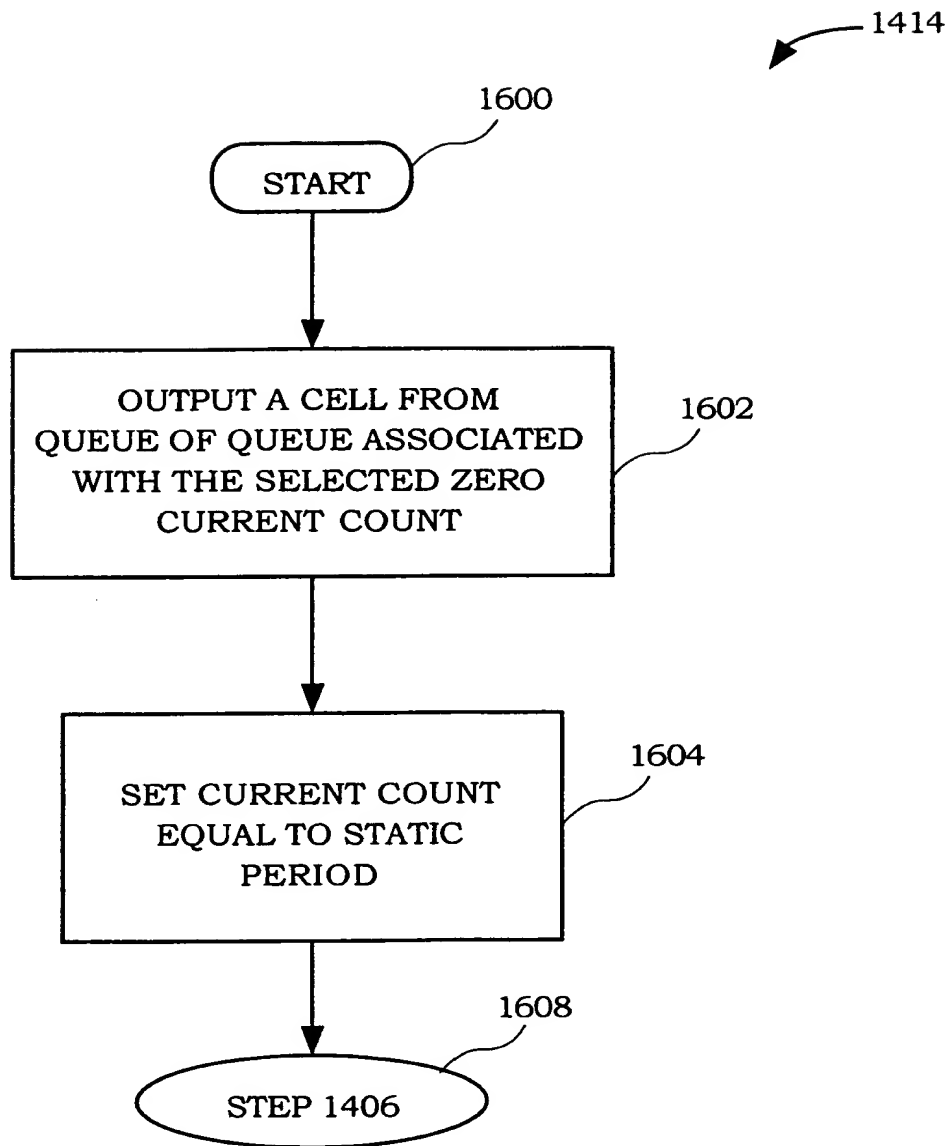 1414
1600
START
OUTPUT A CELL FROM
QUEUE OF QUEUE ASSOCIATED
WITH THE SELECTED ZERO
CURRENT COUNT
1602
SET CURRENT COUNT
EQUAL TO STATIC
PERIOD
1604
1608
STEP 1406